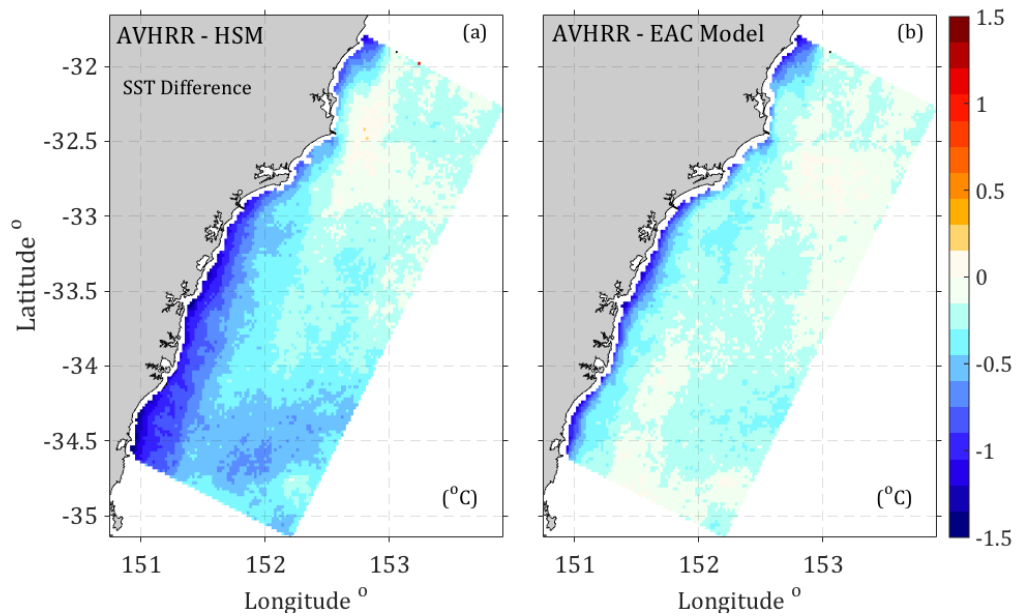 AVHRR - HSM
(a)
SST Difference
(°C)
Latitude °
-32
-32.5
-33
-33.5
-34
-34.5
-35
151
152
153
Longitude °
AVHRR - EAC Model
(b)
(°C)
151
152
153
Longitude °
1.5
1
0.5
0
-0.5
-1
-1.5